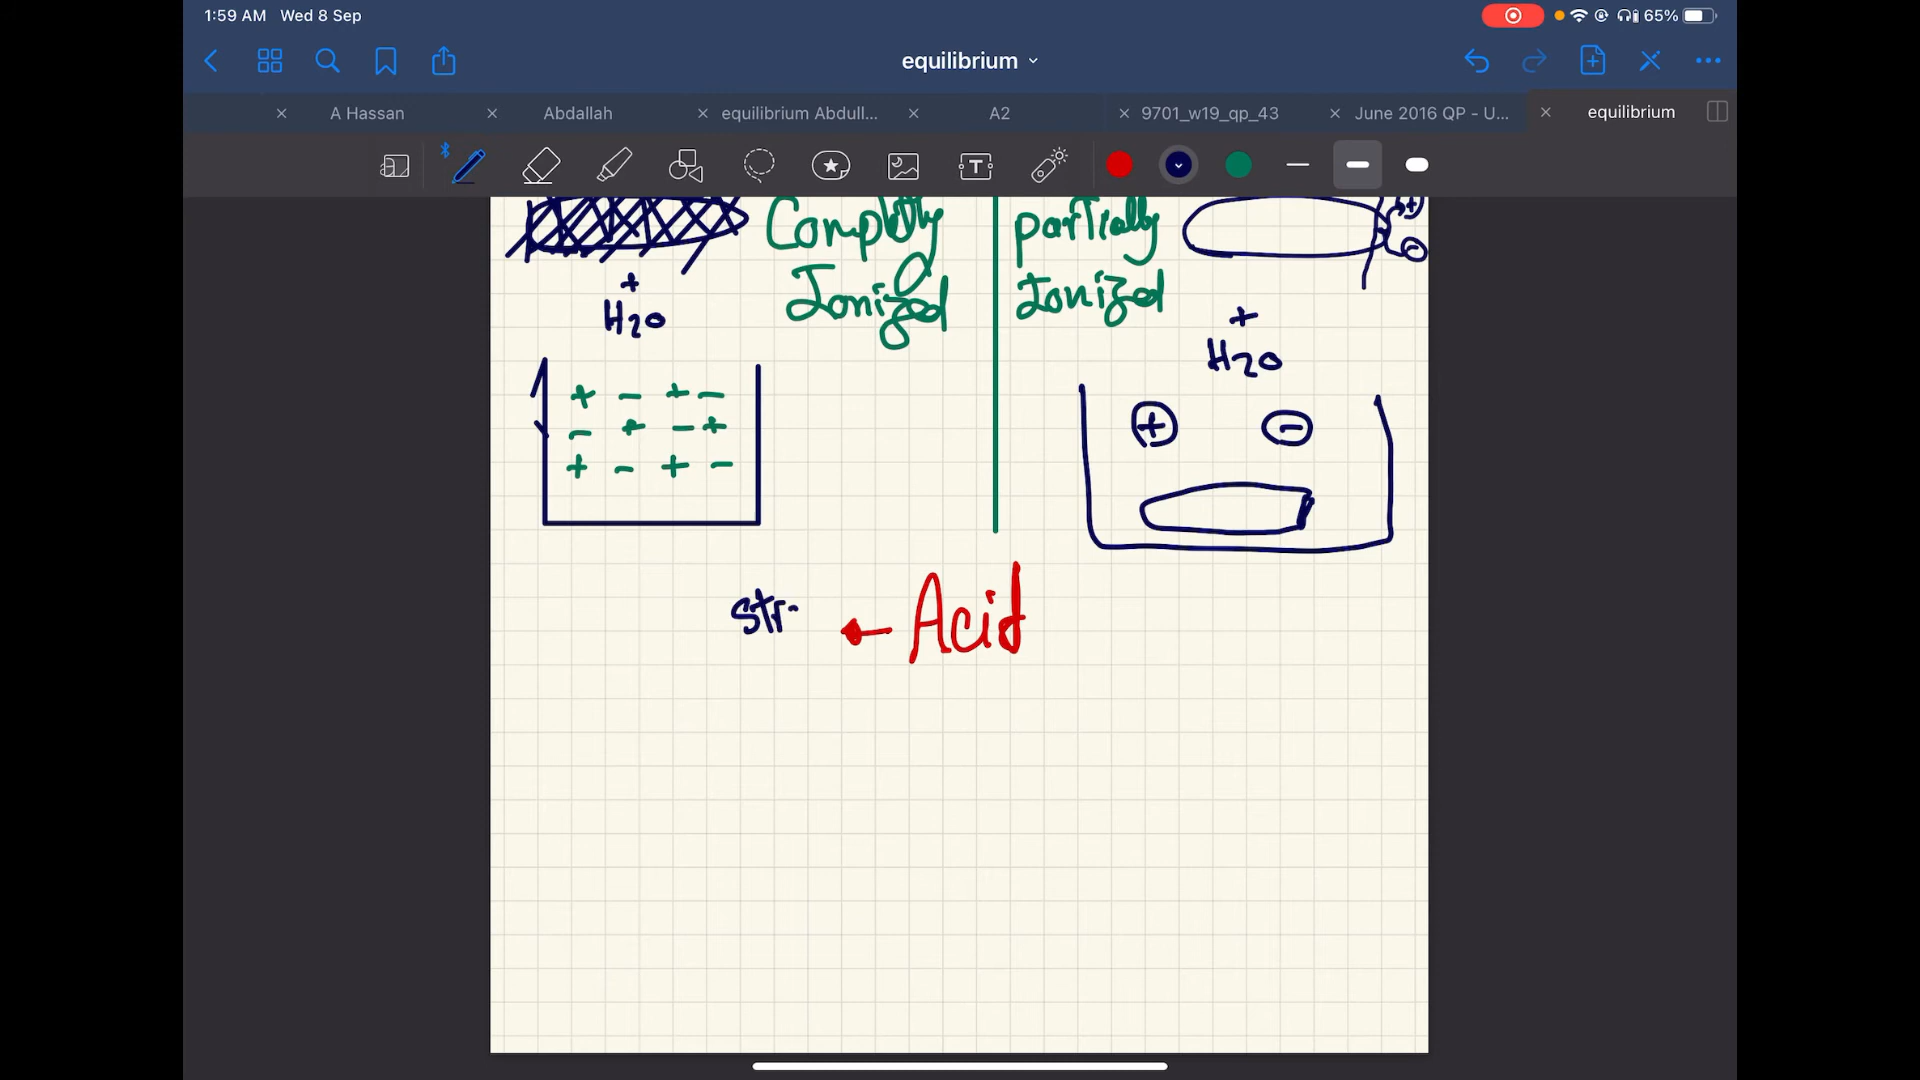 1:59 AM Wed 8 Sep
65%
equilibrium
A Hassan
Abdallah
equilibrium Abdull...
A2
9701_w19_qp_43
June 2016 QP - U...
equilibrium
T
Completly
Ionized
partially
Ionized
+
-
+
H2O
+
H2O
+ - + -
- + - +
+ - + -
+ -
str
Acid